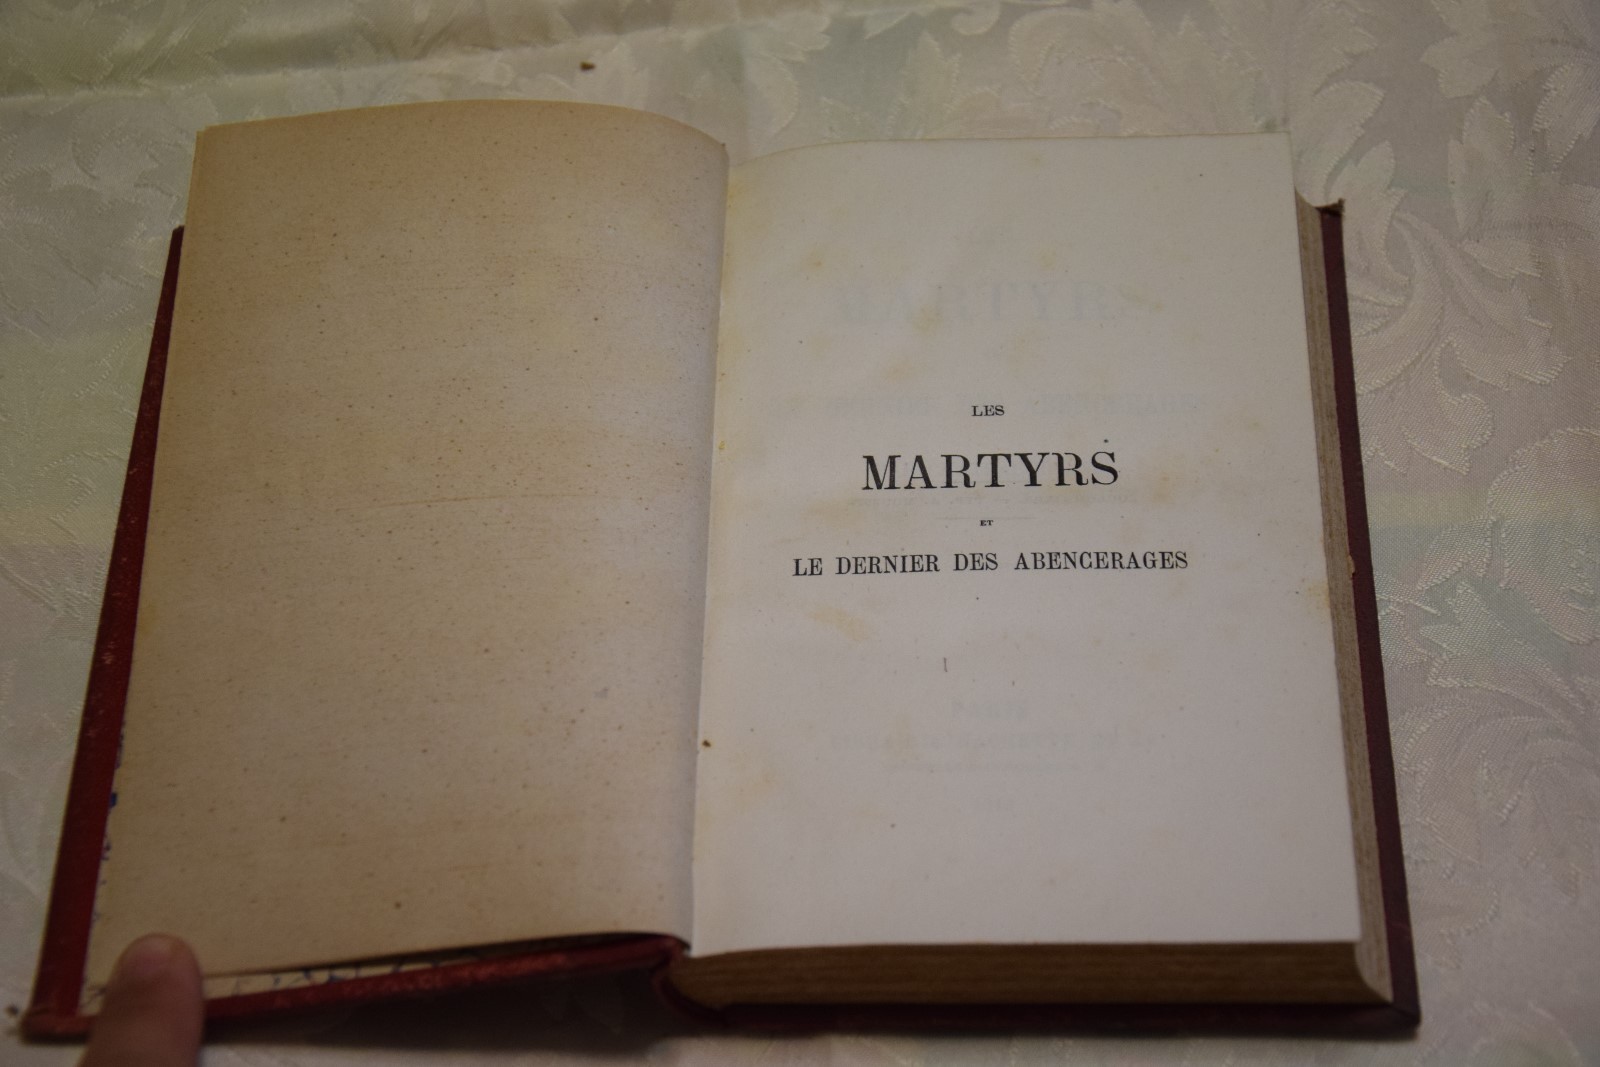 LES
MARTYRS
ET
LE DERNIER DES ABENCERAGES